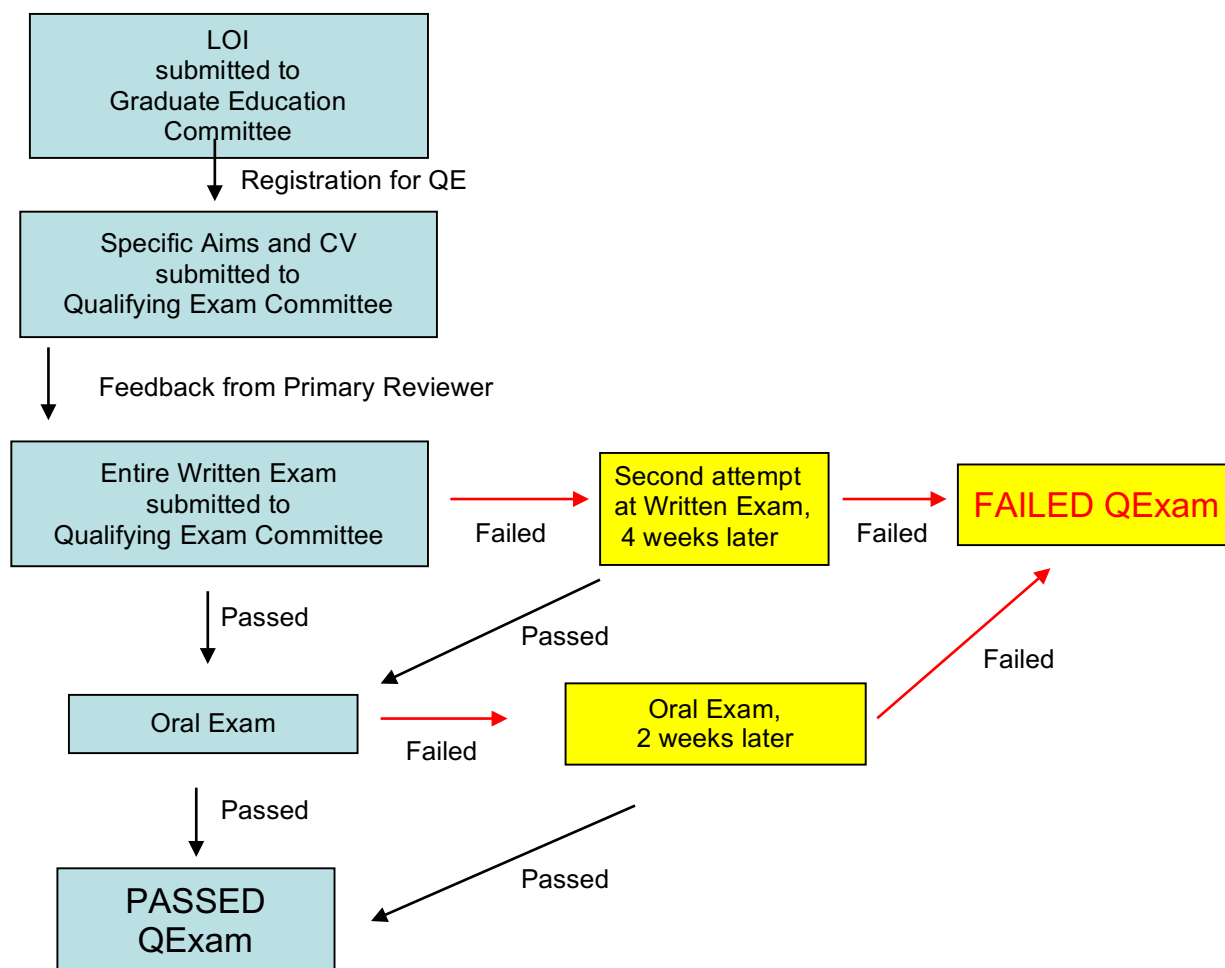 LOI
submitted to
Graduate Education
Committee
Registration for QE
Specific Aims and CV
submitted to
Qualifying Exam Committee
Feedback from Primary Reviewer
Entire Written Exam
submitted to
Qualifying Exam Committee
Failed
Second attempt
at Written Exam,
4 weeks later
Failed
FAILED QExam
Passed
Passed
Failed
Oral Exam
Failed
Oral Exam,
2 weeks later
Passed
Passed
PASSED
QExam